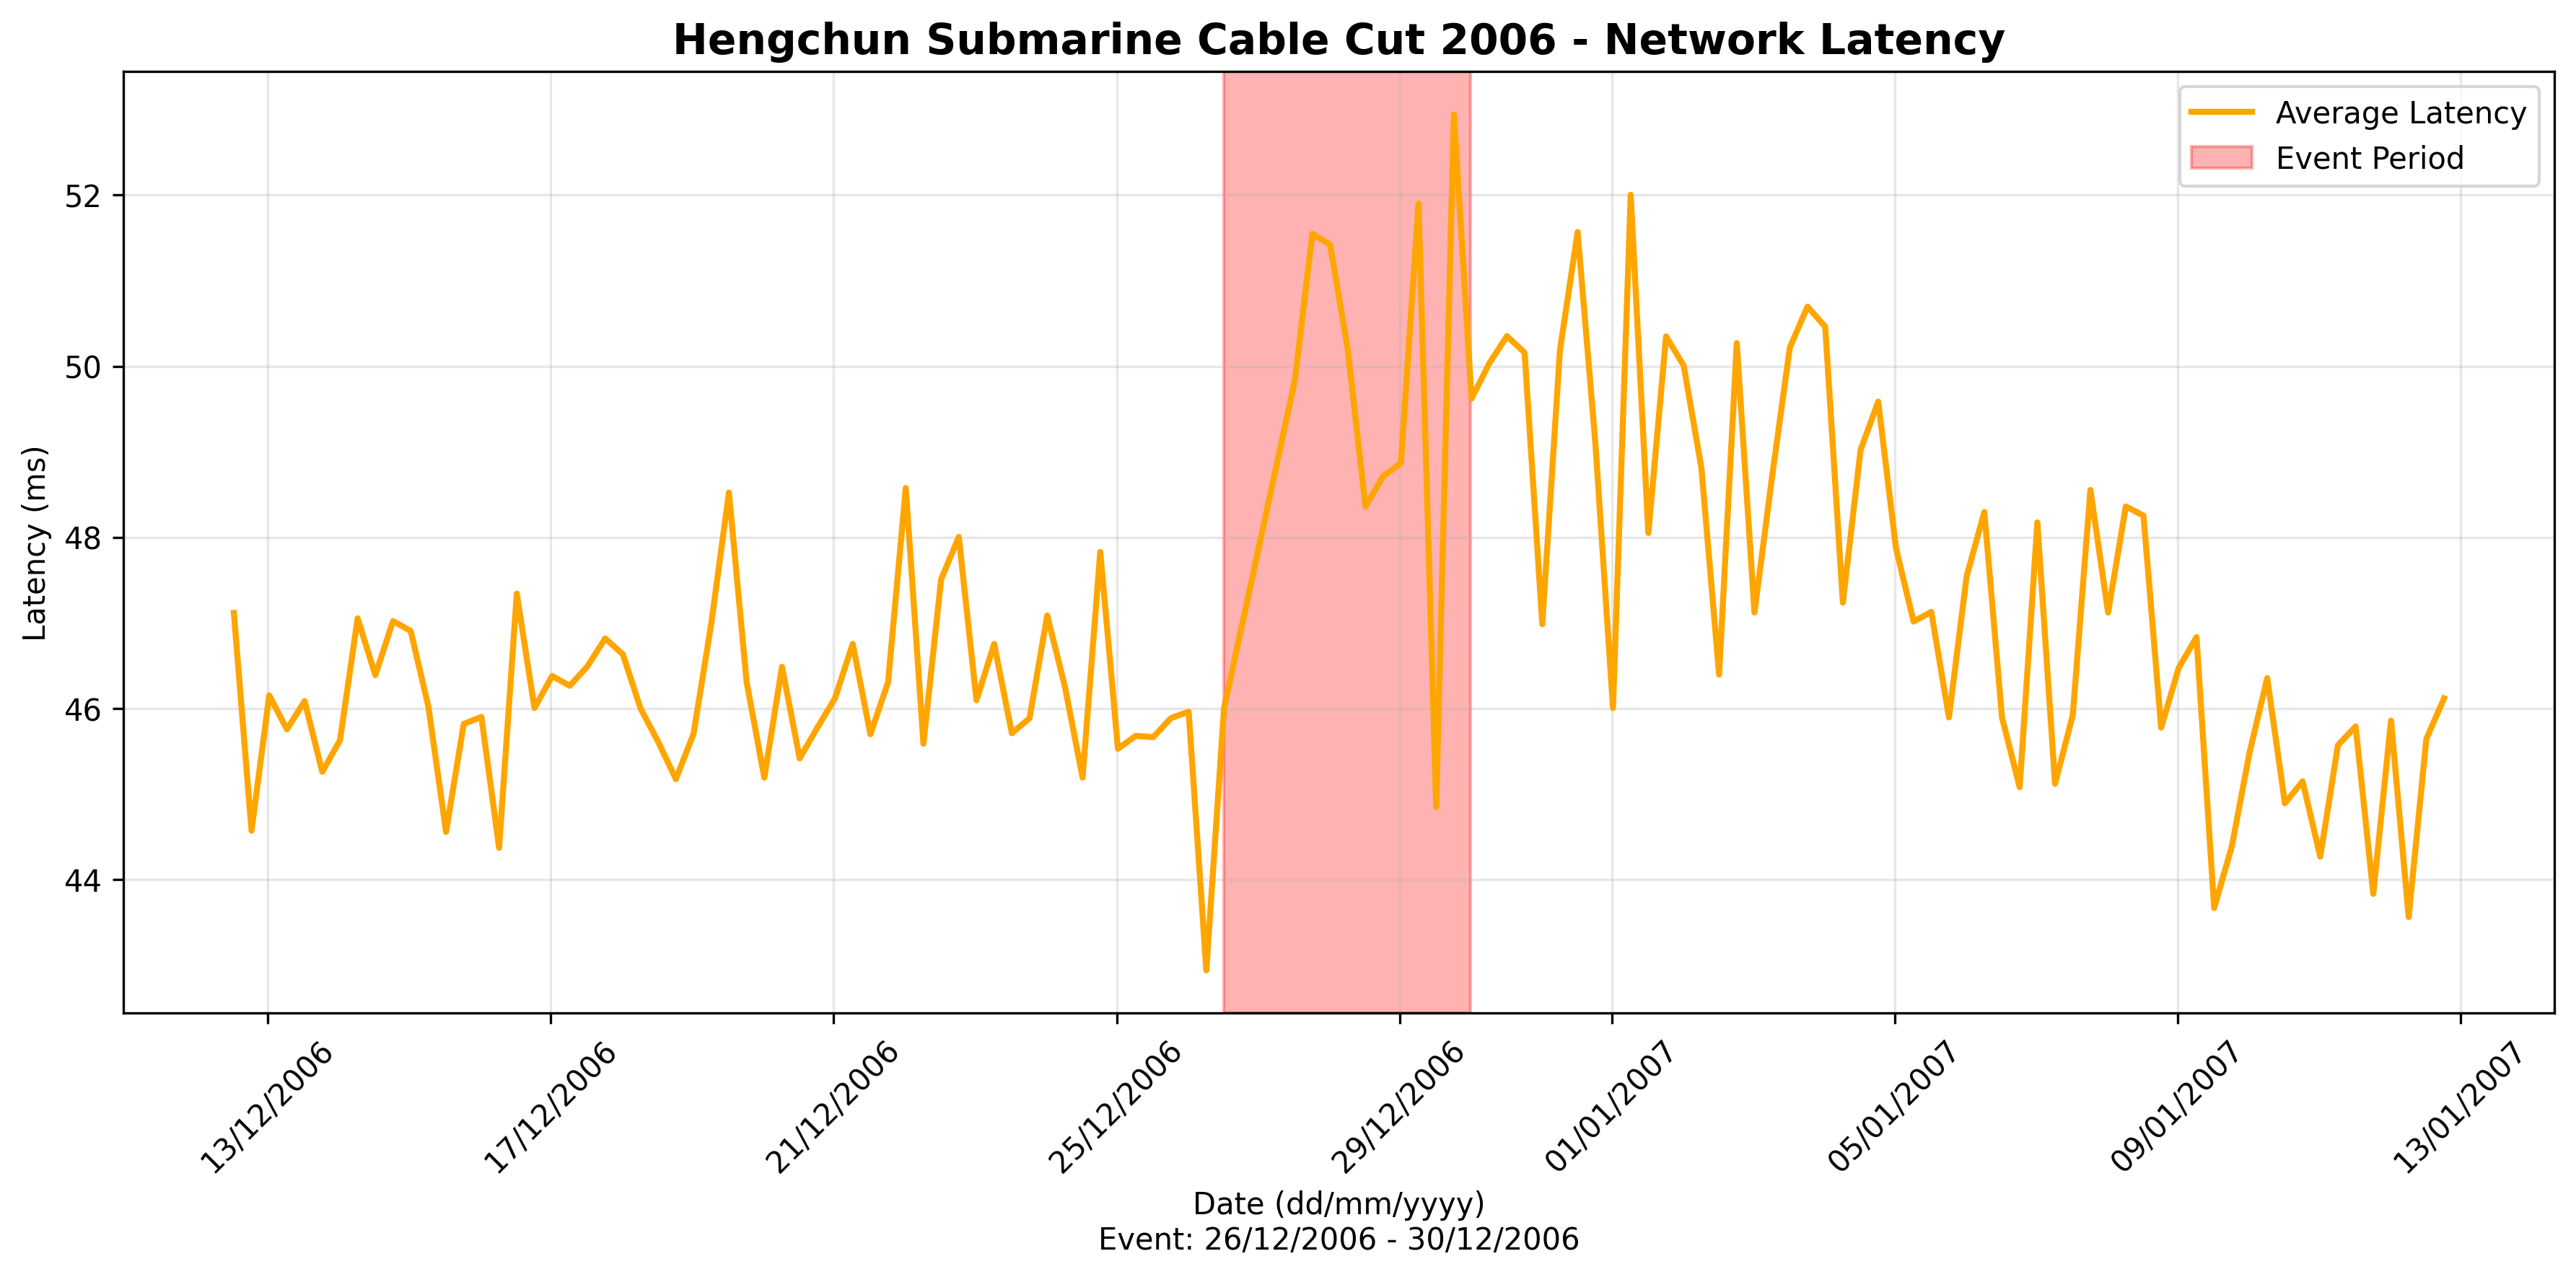 Hengchun Submarine Cable Cut 2006 - Network Latency
Average Latency
Event Period
Latency (ms)
52
50
48
46
44
13/12/2006
17/12/2006
21/12/2006
25/12/2006
29/12/2006
01/01/2007
05/01/2007
09/01/2007
13/01/2007
Date (dd/mm/yyyy)
Event: 26/12/2006 - 30/12/2006